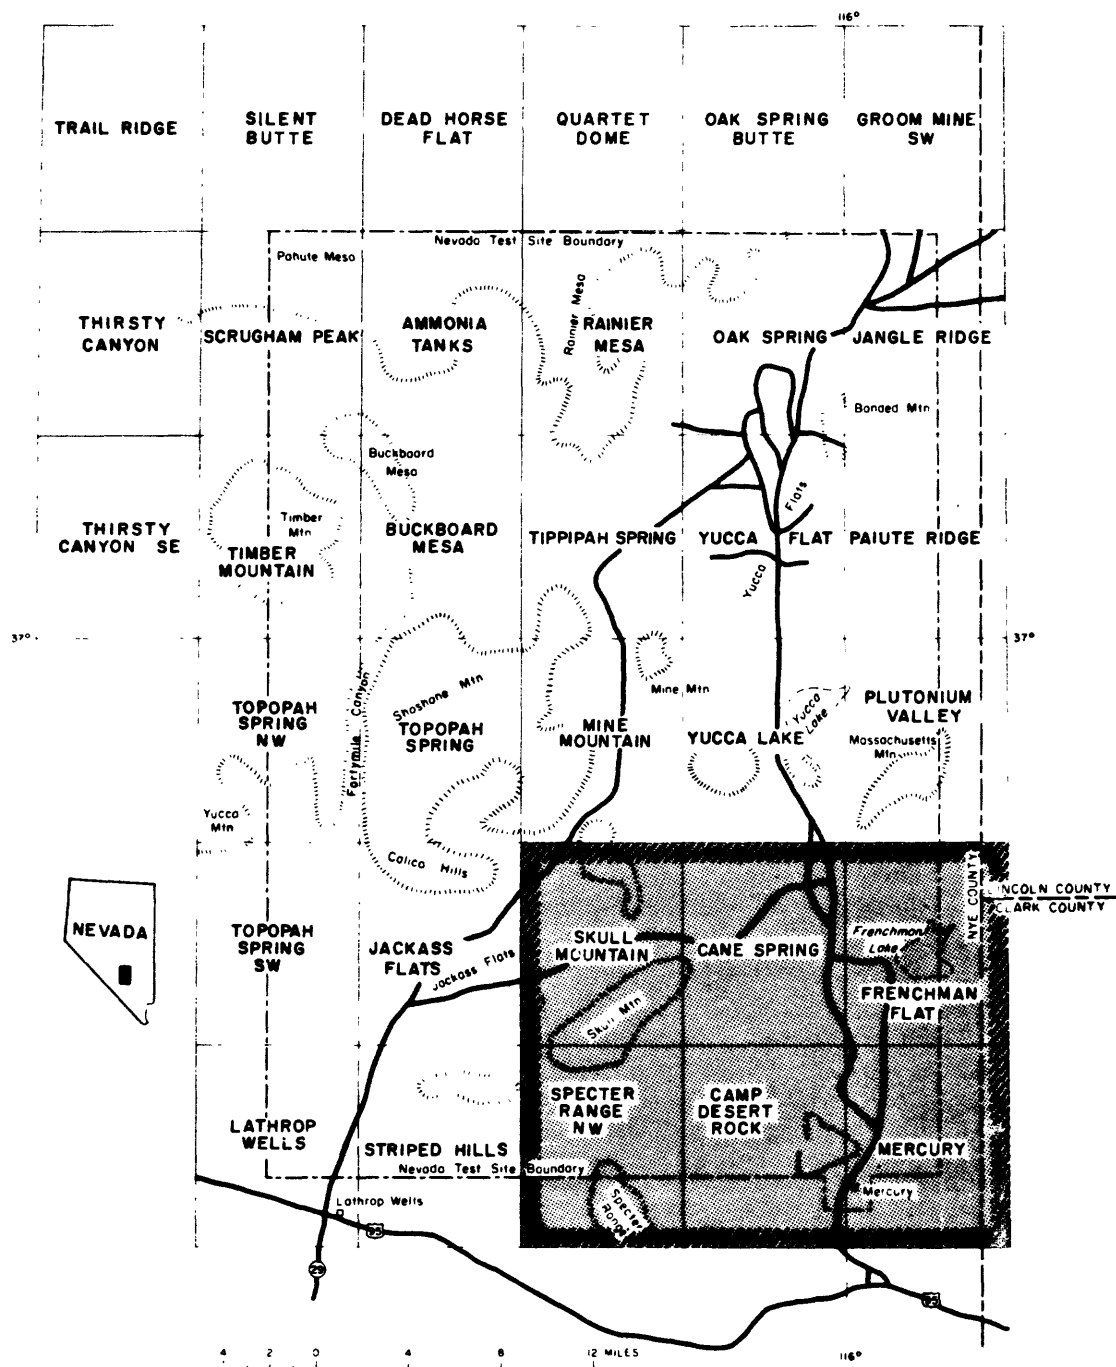 116°
TRAIL RIDGE
SILENT
BUTTE
DEAD HORSE
FLAT
QUARTET
DOME
OAK SPRING
BUTTE
GROOM MINE
SW
Nevada Test Site Boundary
Pahute Mesa
Rainier Mesa
THIRSTY
CANYON
SCRUGHAM PEAK
AMMONIA
TANKS
RAINIER
MESA
OAK SPRING
JANGLE RIDGE
Banded Mtn
Buckboard
Mesa
Timber
Mtn
Flats
THIRSTY
CANYON SE
TIMBER
MOUNTAIN
BUCKBOARD
MESA
TIPPIPAH SPRING
YUCCA FLAT
PAIUTE RIDGE
Yucca
37°
37°
Mine Mtn
Shoshone Mtn
Fortymile Canyon
Yucca
Lake
TOPOPAH
SPRING
NW
TOPOPAH
SPRING
MINE
MOUNTAIN
YUCCA LAKE
PLUTONIUM
VALLEY
Massachusetts
Mtn
Yucca
Mtn
Calico Hills
NYE COUNTY
LINCOLN COUNTY
CLARK COUNTY
NEVADA
TOPOPAH
SPRING
SW
JACKASS
FLATS
Jackass Flats
SKULL
MOUNTAIN
CANE SPRING
Frenchman
Lake
FRENCHMAN
FLAT
Skull Mtn
SPECTER
RANGE
NW
CAMP
DESERT
ROCK
LATHROP
WELLS
STRIPED HILLS
MERCURY
Nevada Test Site Boundary
Mercury
Specter
Range
Lathrop Wells
95
29
95
4 2 0 4 8 12 MILES
116°